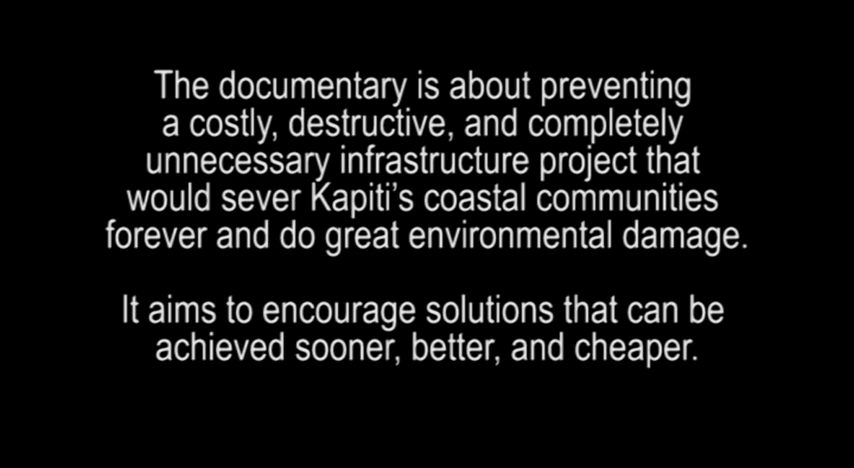 The documentary is about preventing
a costly, destructive, and completely
unnecessary infrastructure project that
would sever Kapiti’s coastal communities
forever and do great environmental damage.
It aims to encourage solutions that can be
achieved sooner, better, and cheaper.